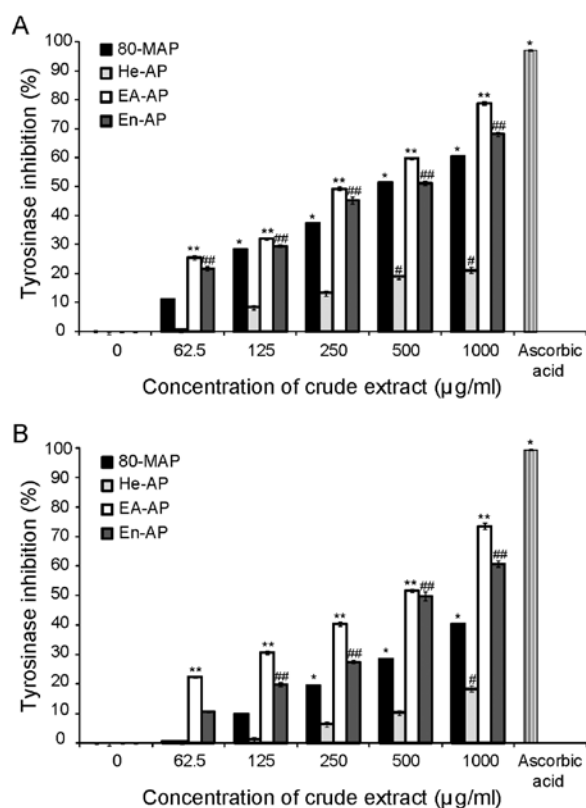 A
80-MAP
He-AP
EA-AP
En-AP
Tyrosinase inhibition (%)
100
90
80
70
60
50
40
30
20
10
0
** ##
* ** ##
* ** ##
* ** # ##
* ** # ##
*
0 62.5 125 250 500 1000 Ascorbic
acid
Concentration of crude extract (µg/ml)
B
80-MAP
He-AP
EA-AP
En-AP
Tyrosinase inhibition (%)
100
90
80
70
60
50
40
30
20
10
0
**
** ##
* ** ##
* ** ##
* ** # ##
*
0 62.5 125 250 500 1000 Ascorbic
acid
Concentration of crude extract (µg/ml)